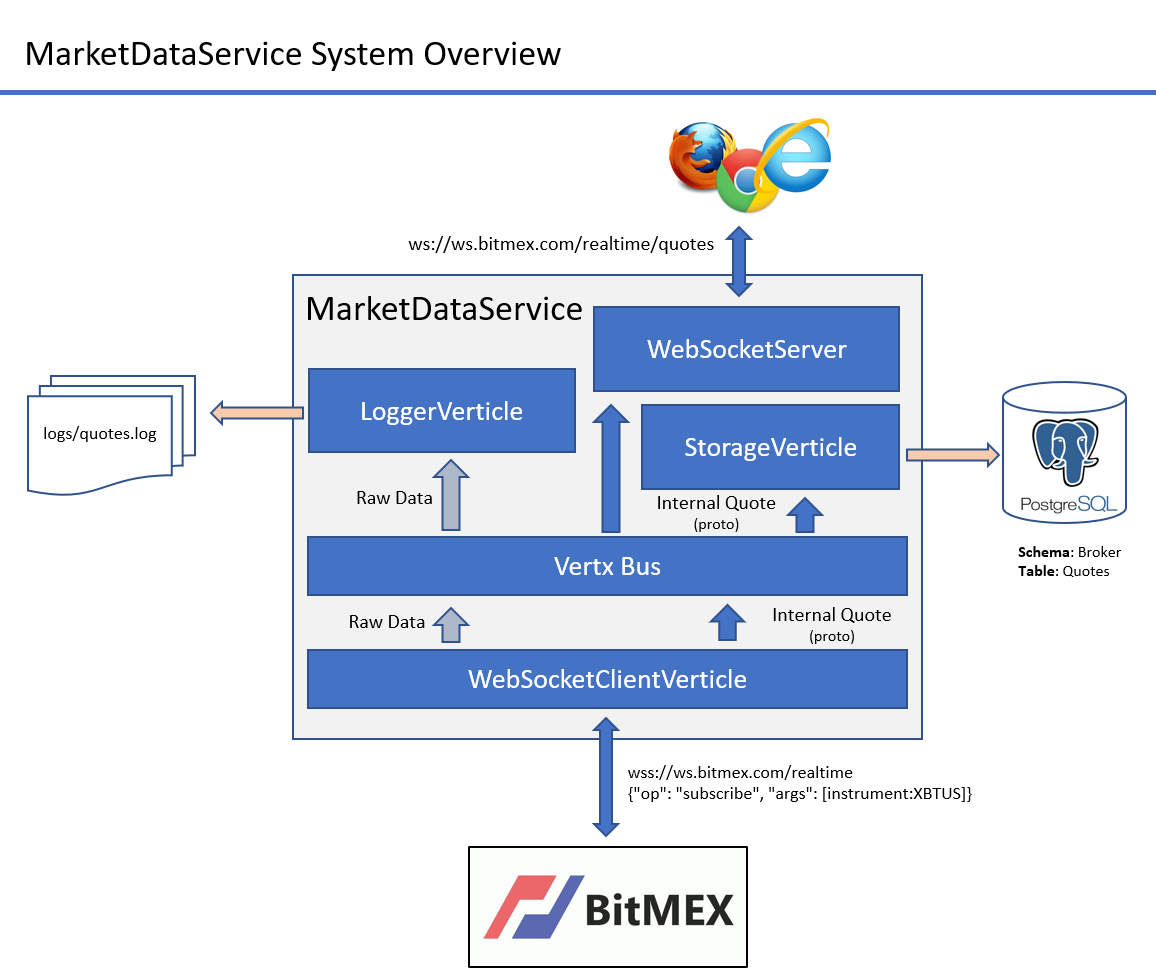 MarketDataService System Overview
ws://ws.bitmex.com/realtime/quotes
MarketDataService
WebSocketServer
LoggerVerticle
logs/quotes.log
StorageVerticle
PostgreSQL
Raw Data
Internal Quote
(proto)
Schema: Broker
Table: Quotes
Vertx Bus
Raw Data
Internal Quote
(proto)
WebSocketClientVerticle
wss://ws.bitmex.com/realtime
{"op": "subscribe", "args": [instrument:XBTUS]}
BitMEX